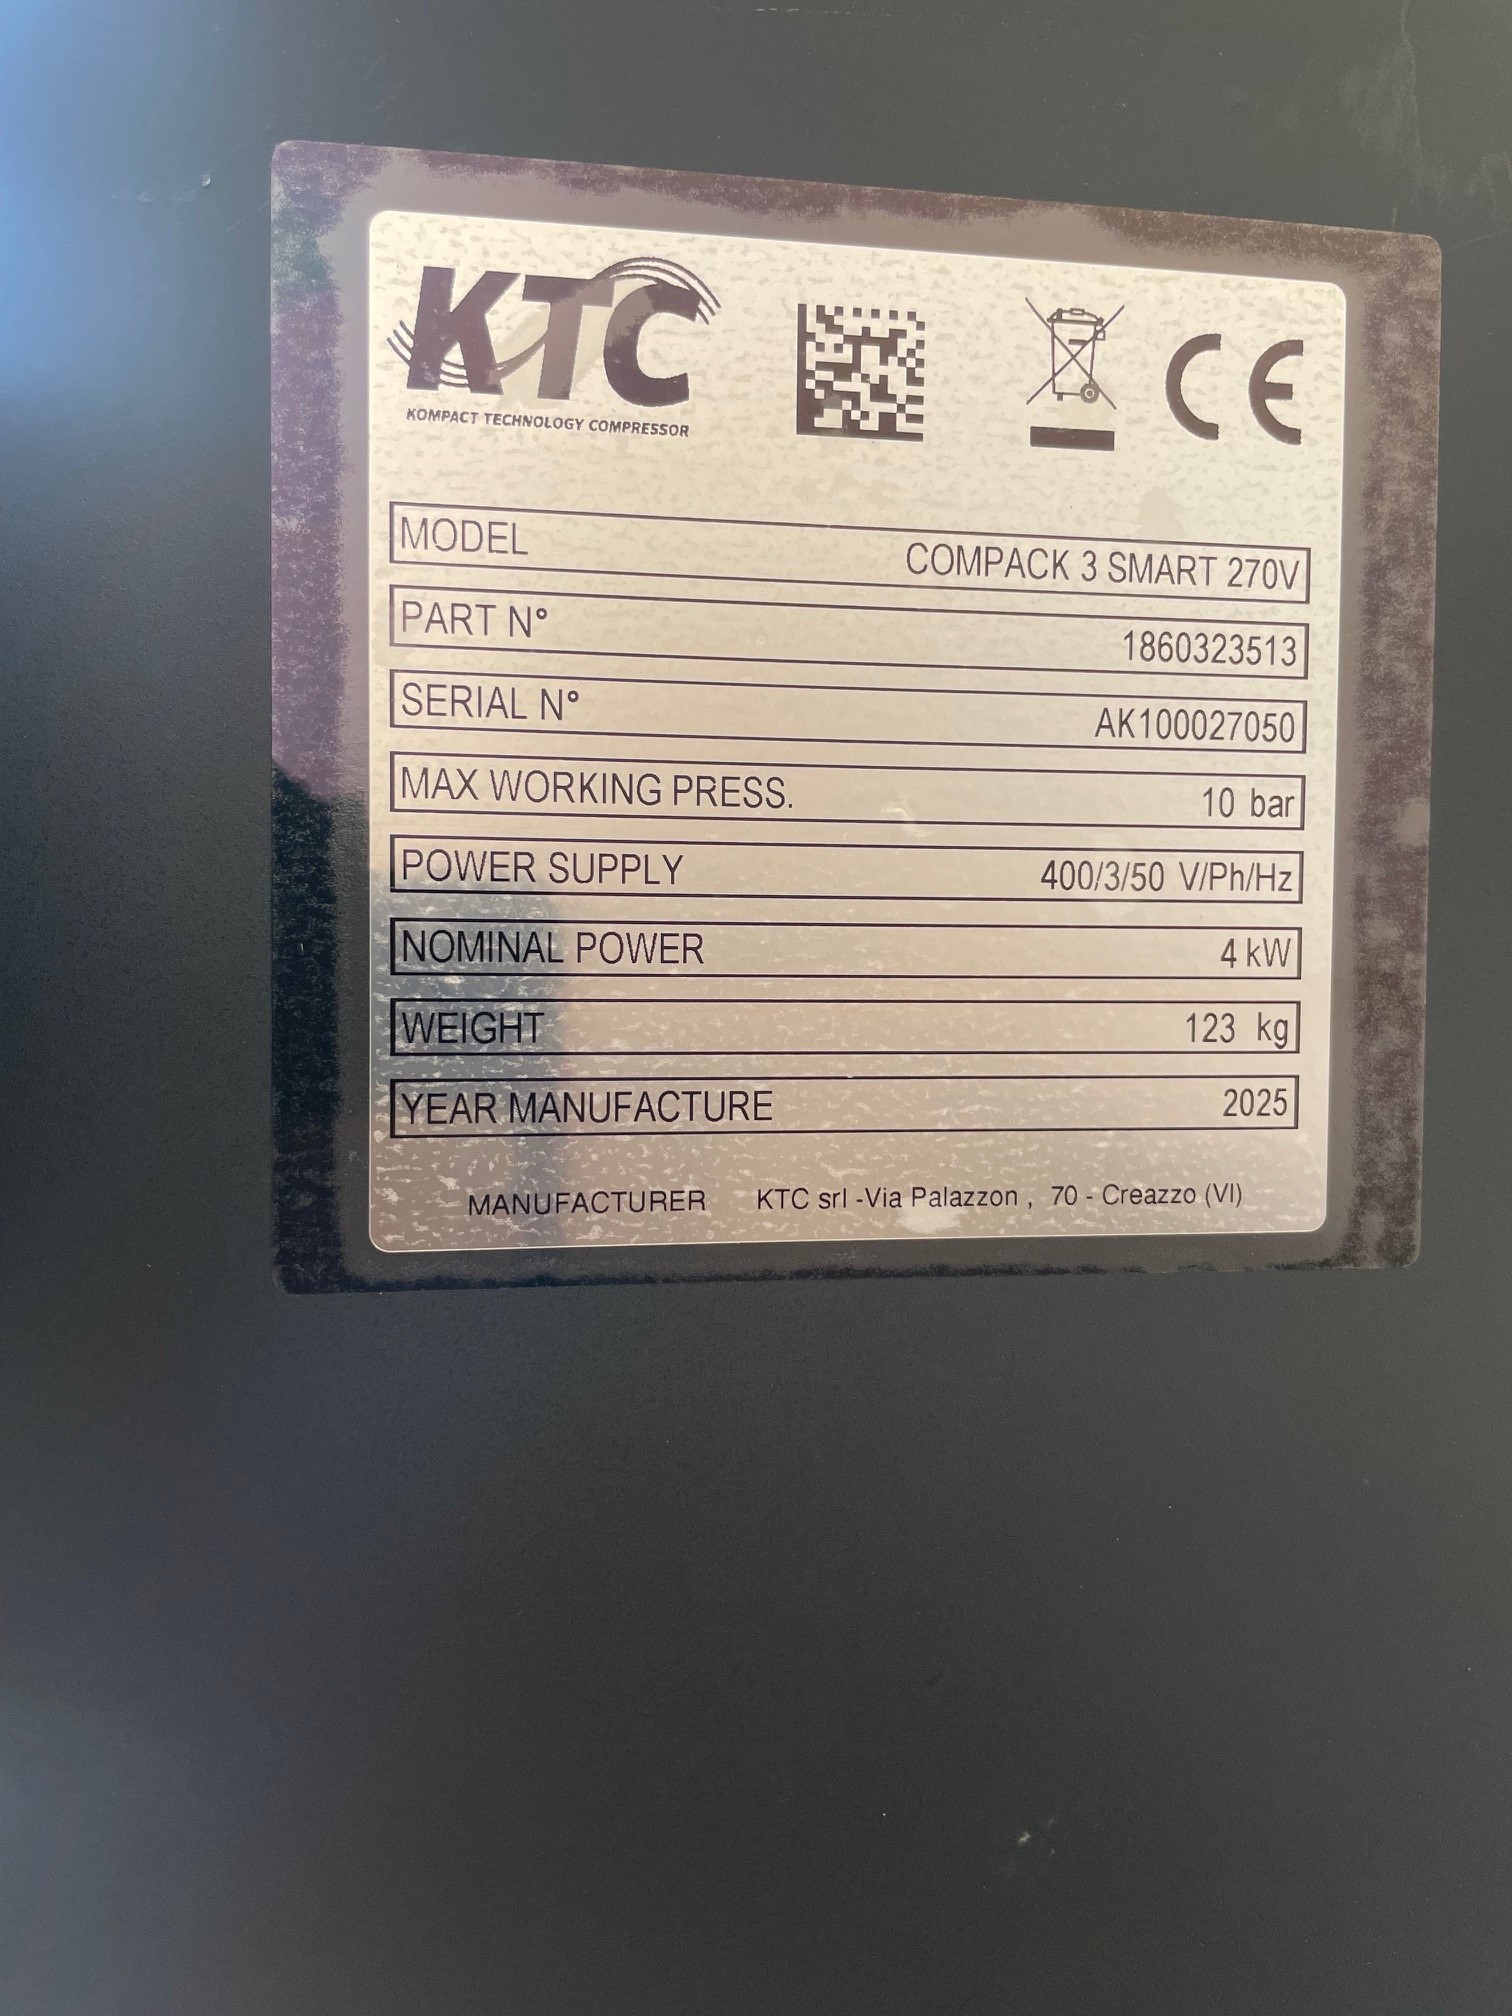 KTC
KOMPACT TECHNOLOGY COMPRESSOR
CE
MODEL COMPACK 3 SMART 270V
PART N° 1860323513
SERIAL N° AK100027050
MAX WORKING PRESS. 10 bar
POWER SUPPLY 400/3/50 V/Ph/Hz
NOMINAL POWER 4 kW
WEIGHT 123 kg
YEAR MANUFACTURE 2025
MANUFACTURER KTC srl -Via Palazzon , 70 - Creazzo (VI)